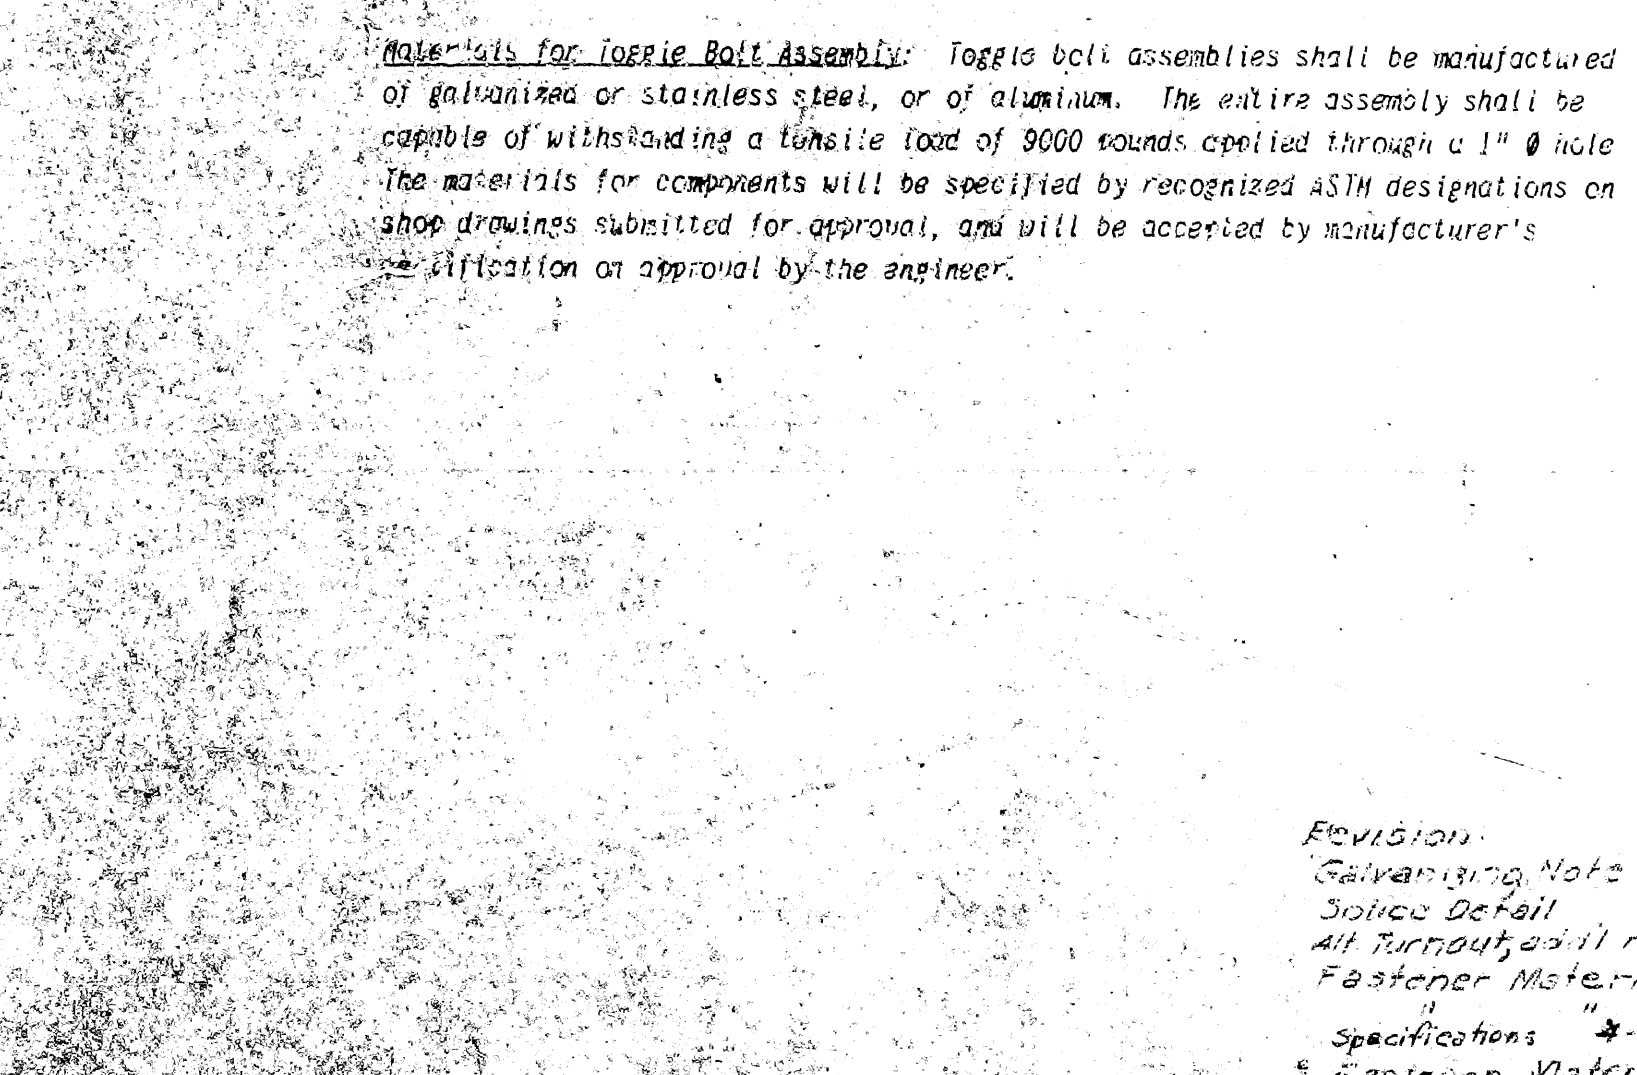 Materials for Toggle Bolt Assembly: Toggle bolt assemblies shall be manufactured
of galvanized or stainless steel, or of aluminum. The entire assembly shall be
capable of withstanding a tensile load of 9000 pounds applied through a 1" Ø hole
The materials for components will be specified by recognized ASTM designations on
shop drawings submitted for approval, and will be accepted by manufacturer's
certification on approval by the engineer.
Revision:
Galvanizing Note
Splice Detail
Alt. Turnout, add'l
Fastener Mater
" "
Specifications